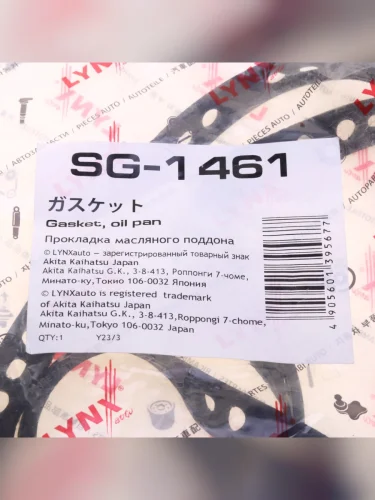 LYNX
SG-1461
ガスケット
Gasket, oil pan
Прокладка масляного поддона
© LYNXauto – зарегистрированный товарный знак
Akita Kaihatsu Japan
Akita Kaihatsu G.K., 3-8-413, Роппонги 7-чоме,
Минато-ку,Токио 106-0032 Япония
© LYNXauto is registered trademark
of Akita Kaihatsu Japan
Akita Kaihatsu G.K., 3-8-413,Roppongi 7-chome,
Minato-ku,Tokyo 106-0032 Japan
QTY:1 Y23/3
4905601395677
LYNX
auto